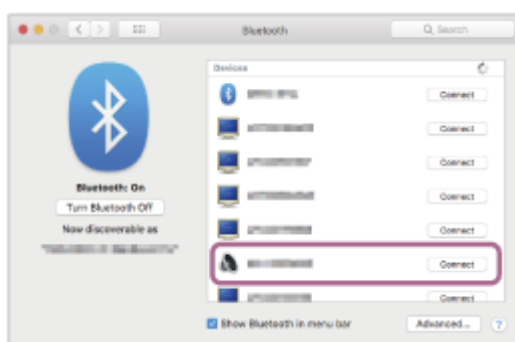 Bluetooth
Search
Devices
Connect
Connect
Connect
Connect
Connect
Connect
Connect
Bluetooth: On
Turn Bluetooth Off
Now discoverable as
Show Bluetooth in menu bar
Advanced...
?